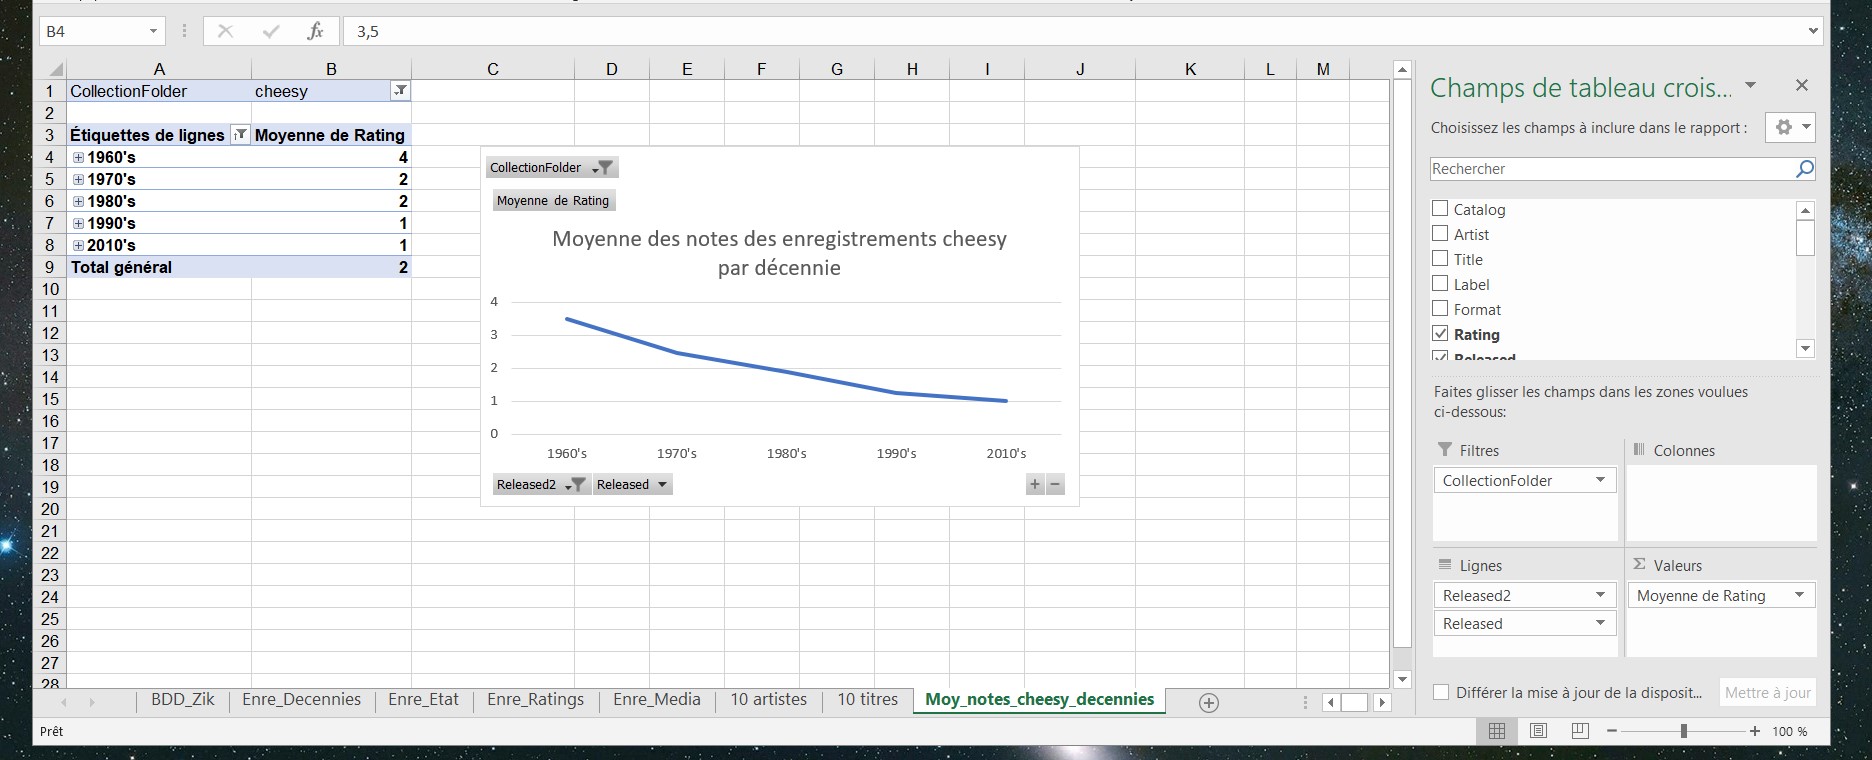 B4
fx
3,5
A B C D E F G H I J K L M
1 CollectionFolder cheesy
2
3 Étiquettes de lignes Moyenne de Rating
4 1960's 4
5 1970's 2
6 1980's 2
7 1990's 1
8 2010's 1
9 Total général 2
10
11
12
13
14
15
16
17
18
19
20
21
22
23
24
25
26
27
28
CollectionFolder
Moyenne de Rating
Moyenne des notes des enregistrements cheesy
par décennie
4
3
2
1
0
1960's 1970's 1980's 1990's 2010's
Released2 Released
Champs de tableau crois...
Choisissez les champs à inclure dans le rapport :
Rechercher
Catalog
Artist
Title
Label
Format
Rating
Released
Faites glisser les champs dans les zones voulues
ci-dessous:
Filtres
Colonnes
CollectionFolder
Lignes
Σ Valeurs
Released2
Moyenne de Rating
Released
Différer la mise à jour de la disposit...
Mettre à jour
BDD_Zik Enre_Decennies Enre_Etat Enre_Ratings Enre_Media 10 artistes 10 titres Moy_notes_cheesy_decennies
Prêt
100 %